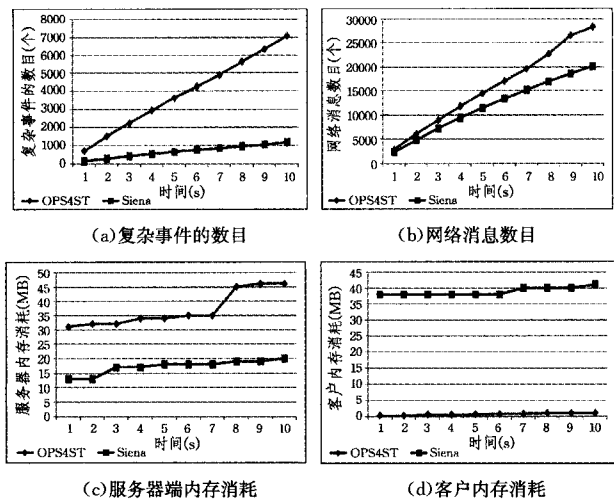 复杂事件的数目(个)
8000
7000
6000
5000
4000
3000
2000
1000
0
1 2 3 4 5 6 7 8 9 10
时间(s)
OPS4ST Siena
(a)复杂事件的数目
网络消息数目(个)
30000
25000
20000
15000
10000
5000
0
1 2 3 4 5 6 7 8 9 10
时间(s)
OPS4ST Siena
(b)网络消息数目
服务器内存消耗(MB)
50
45
40
35
30
25
20
15
10
5
0
1 2 3 4 5 6 7 8 9 10
时间(s)
OPS4ST Siena
(c)服务器端内存消耗
客户内存消耗(MB)
45
40
35
30
25
20
15
10
5
0
1 2 3 4 5 6 7 8 9 10
时间(s)
OPS4ST Siena
(d)客户内存消耗